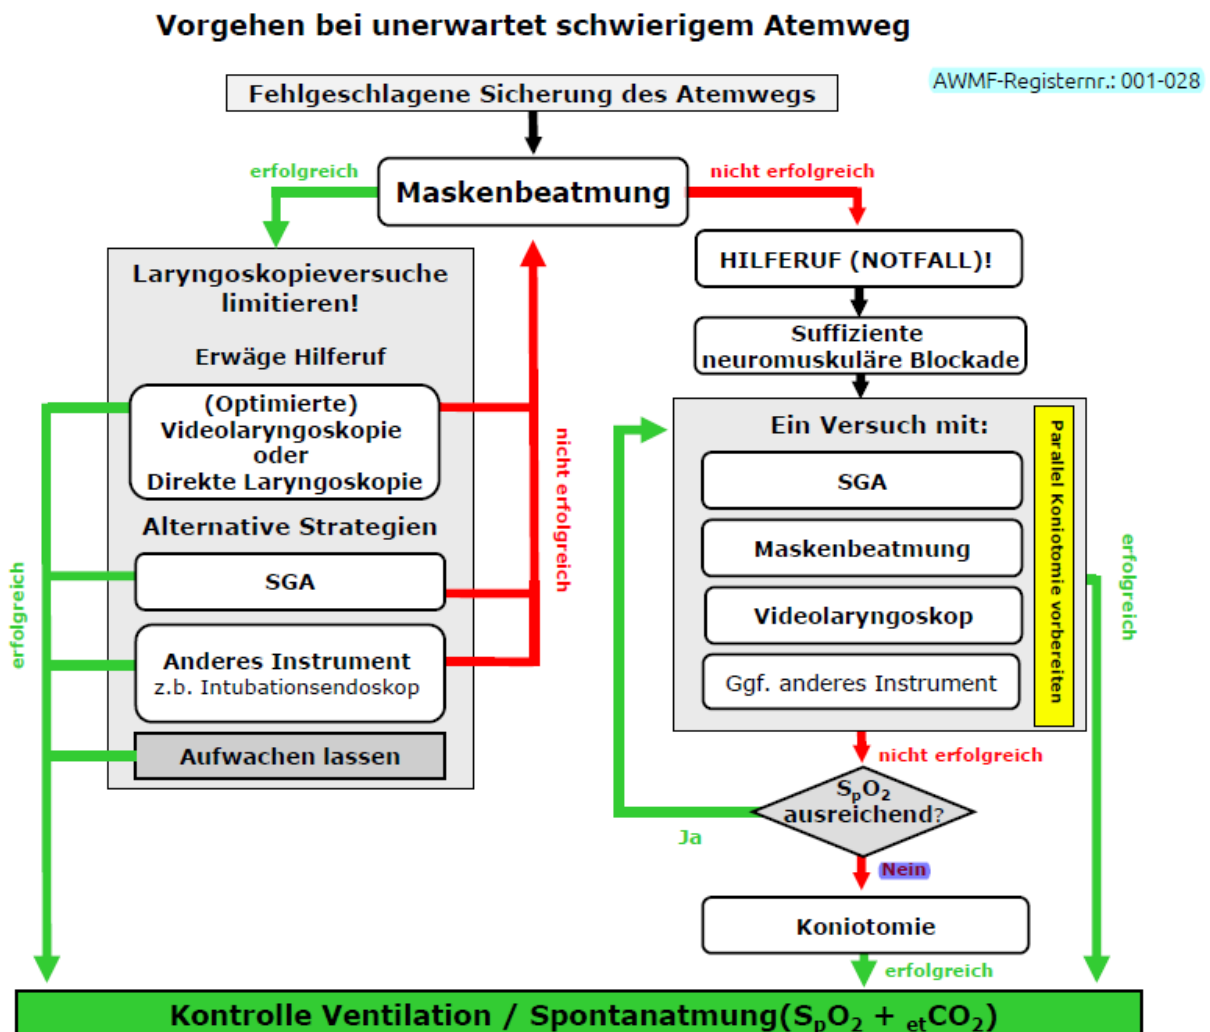 Vorgehen bei unerwartet schwierigem Atemweg
AWMF-Registernr.: 001-028
Fehlgeschlagene Sicherung des Atemwegs
erfolgreich
Maskenbeatmung
nicht erfolgreich
Laryngoskopieversuche
limitieren!
Erwäge Hilferuf
(Optimierte)
Videolaryngoskopie
oder
Direkte Laryngoskopie
Alternative Strategien
SGA
Anderes Instrument
z.b. Intubationsendoskop
Aufwachen lassen
erfolgreich
nicht erfolgreich
HILFERUF (NOTFALL)!
Suffiziente
neuromuskuläre Blockade
Ein Versuch mit:
SGA
Maskenbeatmung
Videolaryngoskop
Ggf. anderes Instrument
Parallel Koniotomie vorbereiten
erfolgreich
nicht erfolgreich
SpO2
ausreichend?
Ja
Nein
Koniotomie
erfolgreich
Kontrolle Ventilation / Spontanatmung(SpO2 + etCO2)